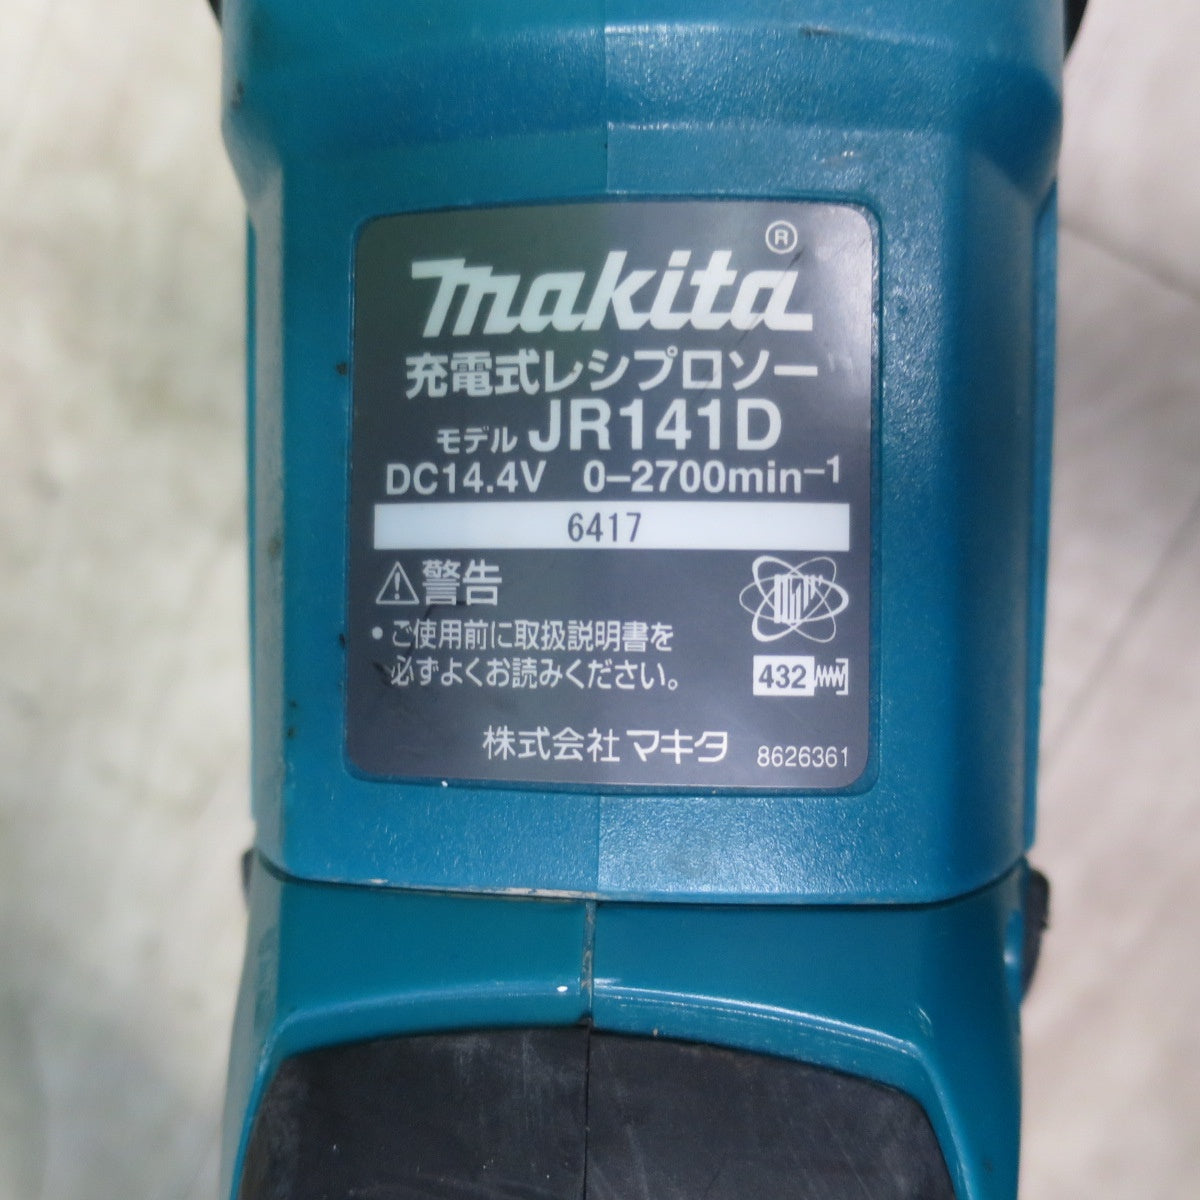 makita®
充電式レシプロソー
モデル JR141D
DC14.4V 0–2700min⁻¹
6417
⚠警告
• ご使用前に取扱説明書を
必ずよくお読みください。
432
株式会社マキタ 8626361